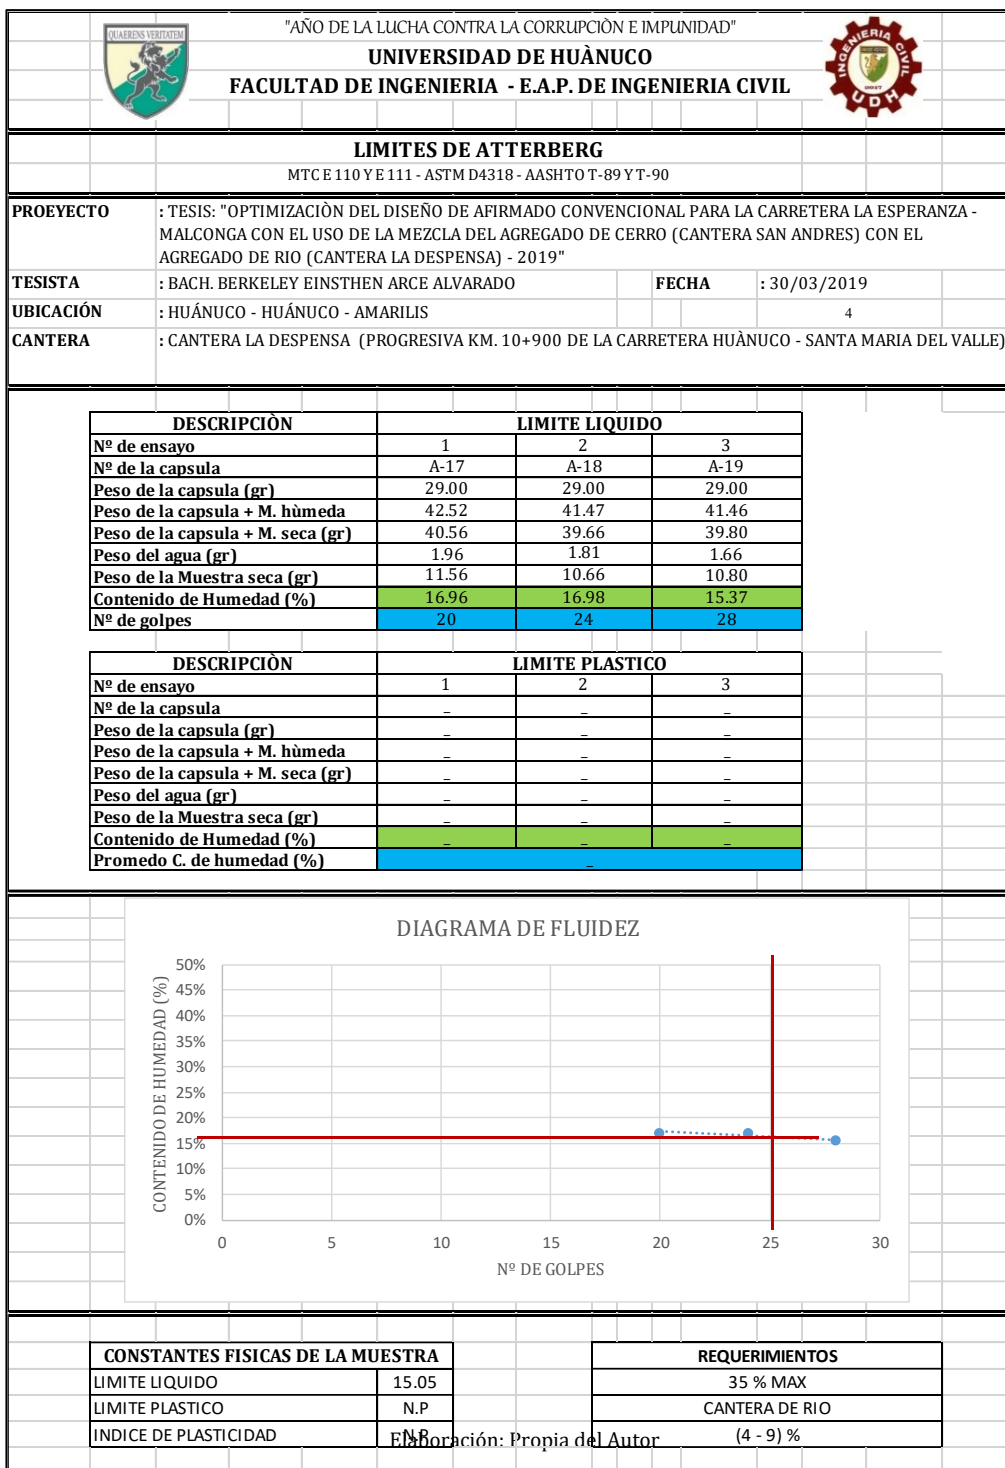 "AÑO DE LA LUCHA CONTRA LA CORRUPCIÒN E IMPUNIDAD"
QUAERENS VERITATEM
UNIVERSIDAD DE HUÀNUCO
INGENIERIA CIVIL
UDH
FACULTAD DE INGENIERIA - E.A.P. DE INGENIERIA CIVIL
LIMITES DE ATTERBERG
MTC E 110 Y E 111 - ASTM D4318 - AASHTO T-89 Y T-90
PROEYECTO : TESIS: "OPTIMIZACIÒN DEL DISEÑO DE AFIRMADO CONVENCIONAL PARA LA CARRETERA LA ESPERANZA -
MALCONGA CON EL USO DE LA MEZCLA DEL AGREGADO DE CERRO (CANTERA SAN ANDRES) CON EL
AGREGADO DE RIO (CANTERA LA DESPENSA) - 2019"
TESISTA : BACH. BERKELEY EINSTHEN ARCE ALVARADO FECHA : 30/03/2019
UBICACIÓN : HUÁNUCO - HUÁNUCO - AMARILIS 4
CANTERA : CANTERA LA DESPENSA (PROGRESIVA KM. 10+900 DE LA CARRETERA HUÀNUCO - SANTA MARIA DEL VALLE)
DESCRIPCIÒN LIMITE LIQUIDO
Nº de ensayo 1 2 3
Nº de la capsula A-17 A-18 A-19
Peso de la capsula (gr) 29.00 29.00 29.00
Peso de la capsula + M. hùmeda 42.52 41.47 41.46
Peso de la capsula + M. seca (gr) 40.56 39.66 39.80
Peso del agua (gr) 1.96 1.81 1.66
Peso de la Muestra seca (gr) 11.56 10.66 10.80
Contenido de Humedad (%) 16.96 16.98 15.37
Nº de golpes 20 24 28
DESCRIPCIÒN LIMITE PLASTICO
Nº de ensayo 1 2 3
Nº de la capsula _ _ _
Peso de la capsula (gr) _ _ _
Peso de la capsula + M. hùmeda _ _ _
Peso de la capsula + M. seca (gr) _ _ _
Peso del agua (gr) _ _ _
Peso de la Muestra seca (gr) _ _ _
Contenido de Humedad (%) _ _ _
Promedo C. de humedad (%) _
DIAGRAMA DE FLUIDEZ
CONTENIDO DE HUMEDAD (%)
50%
45%
40%
35%
30%
25%
20%
15%
10%
5%
0%
0 5 10 15 20 25 30
Nº DE GOLPES
CONSTANTES FISICAS DE LA MUESTRA REQUERIMIENTOS
LIMITE LIQUIDO 15.05 35 % MAX
LIMITE PLASTICO N.P CANTERA DE RIO
INDICE DE PLASTICIDAD N.P (4 - 9) %
Elaboración: Propia del Autor